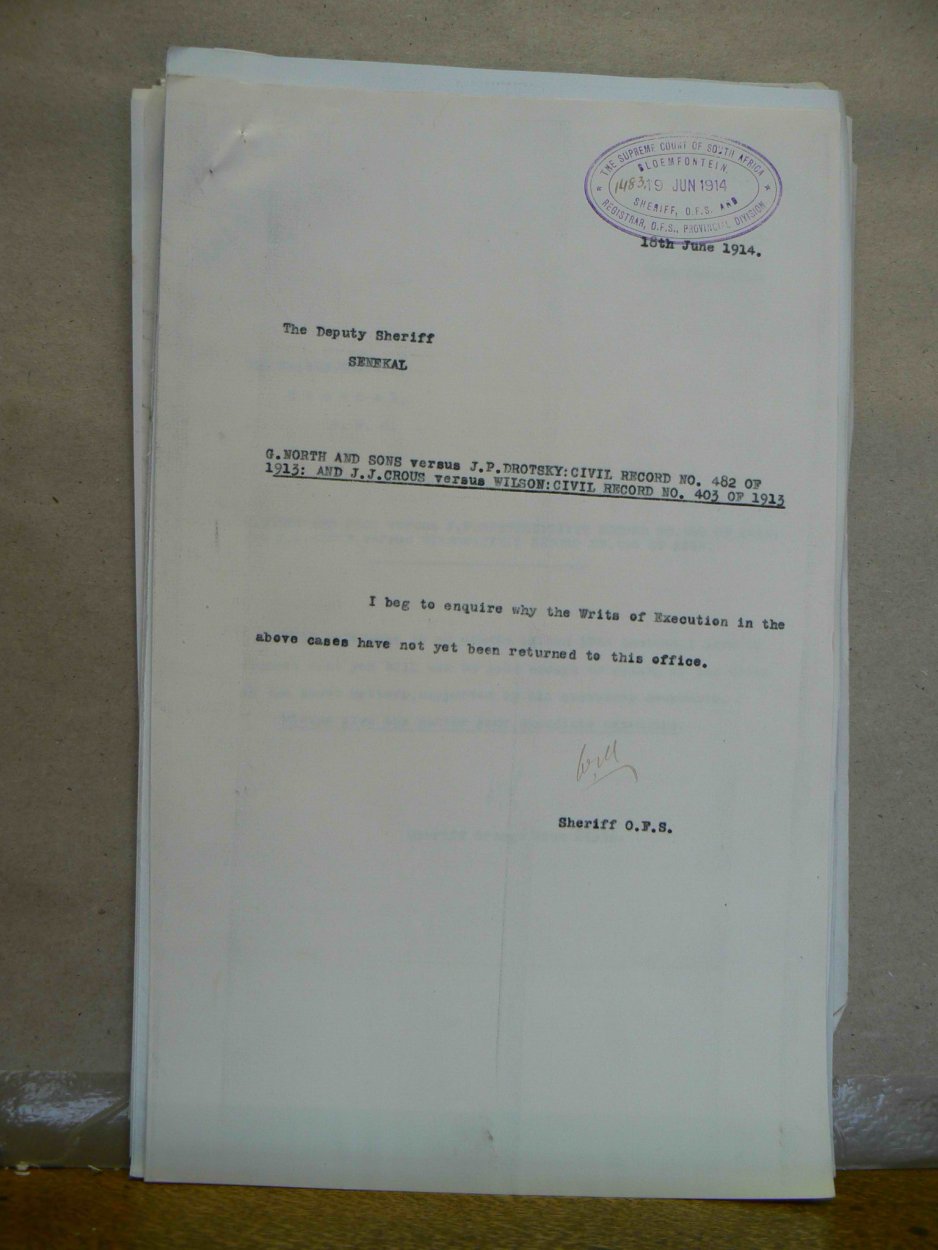 THE SUPREME COURT OF SOUTH AFRICA
BLOEMFONTEIN.
1483 19 JUN 1914
SHERIFF, O.F.S. AND
REGISTRAR, O.F.S., PROVINCIAL DIVISION
18th June 1914.
The Deputy Sheriff
SENEKAL
G.NORTH AND SONS versus J.P.DROTSKY:CIVIL RECORD NO. 482 OF
1913: AND J.J.CROUS versus WILSON:CIVIL RECORD NO. 403 OF 1913
I beg to enquire why the Writs of Execution in the
above cases have not yet been returned to this office.
Sheriff O.F.S.